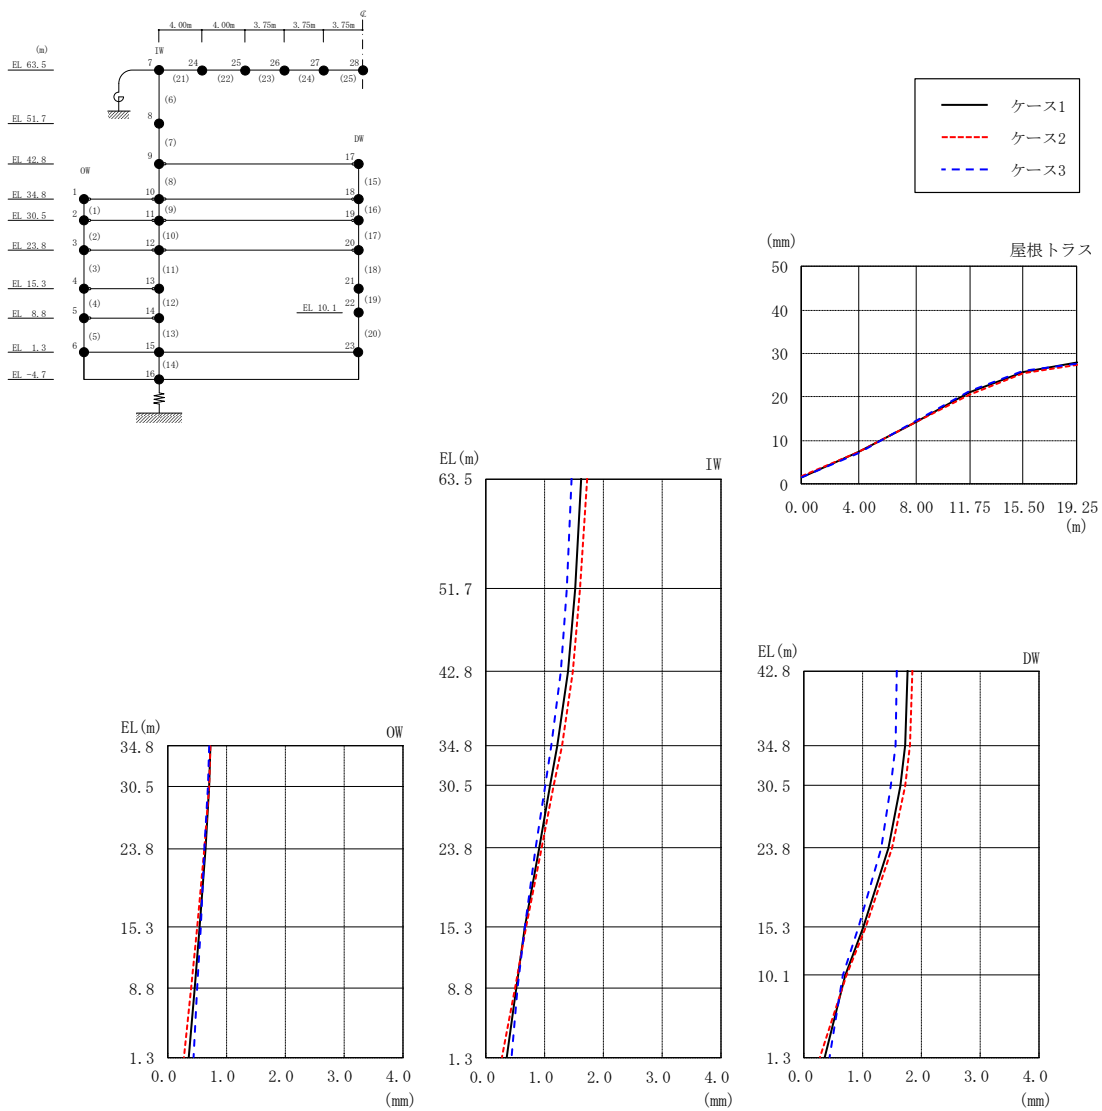 ℄
4.00m 4.00m 3.75m 3.75m 3.75m
(m) IW
EL 63.5 7 24 25 26 27 28
(21) (22) (23) (24) (25)
(6)
EL 51.7 8
(7) DW
EL 42.8 9 17
OW (8) (15)
EL 34.8 1 10 18
(1) (9) (16)
EL 30.5 2 11 19
(2) (10) (17)
EL 23.8 3 12 20
(3) (11) (18)
EL 15.3 4 13 21
(4) (12) (19)
EL 10.1 22
EL 8.8 5 14
(5) (13) (20)
EL 1.3 6 15 23
(14)
EL -4.7 16
ケース1
ケース2
ケース3
(mm) 屋根トラス
50
40
30
20
10
0
0.00 4.00 8.00 11.75 15.50 19.25
(m)
EL(m) OW
34.8
30.5
23.8
15.3
8.8
1.3
0.0 1.0 2.0 3.0 4.0
(mm)
EL(m) IW
63.5
51.7
42.8
34.8
30.5
23.8
15.3
8.8
1.3
0.0 1.0 2.0 3.0 4.0
(mm)
EL(m) DW
42.8
34.8
30.5
23.8
15.3
10.1
1.3
0.0 1.0 2.0 3.0 4.0
(mm)